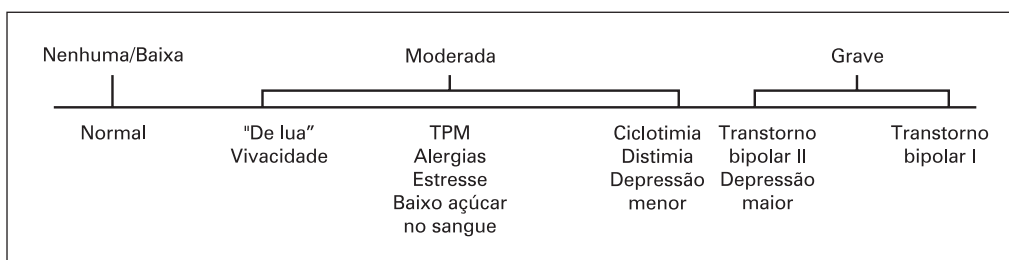 Nenhuma/Baixa
Moderada
Grave
Normal
"De lua”
Vivacidade
TPM
Alergias
Estresse
Baixo açúcar
no sangue
Ciclotimia
Distimia
Depressão
menor
Transtorno
bipolar II
Depressão
maior
Transtorno
bipolar I